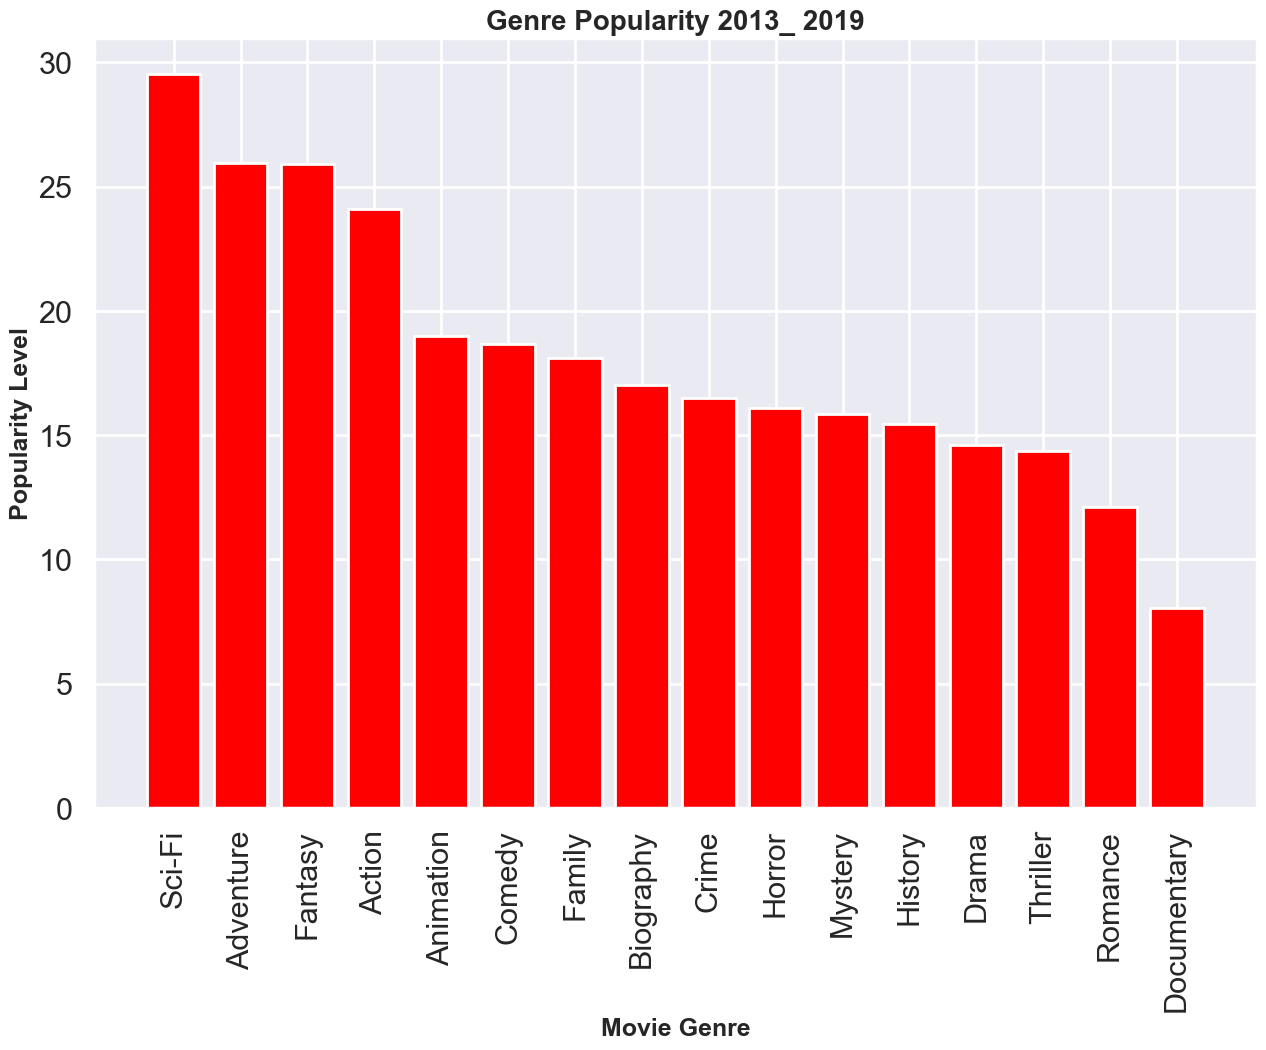 Genre Popularity 2013_ 2019
30
25
20
15
10
5
0
Popularity Level
Sci-Fi
Adventure
Fantasy
Action
Animation
Comedy
Family
Biography
Crime
Horror
Mystery
History
Drama
Thriller
Romance
Documentary
Movie Genre